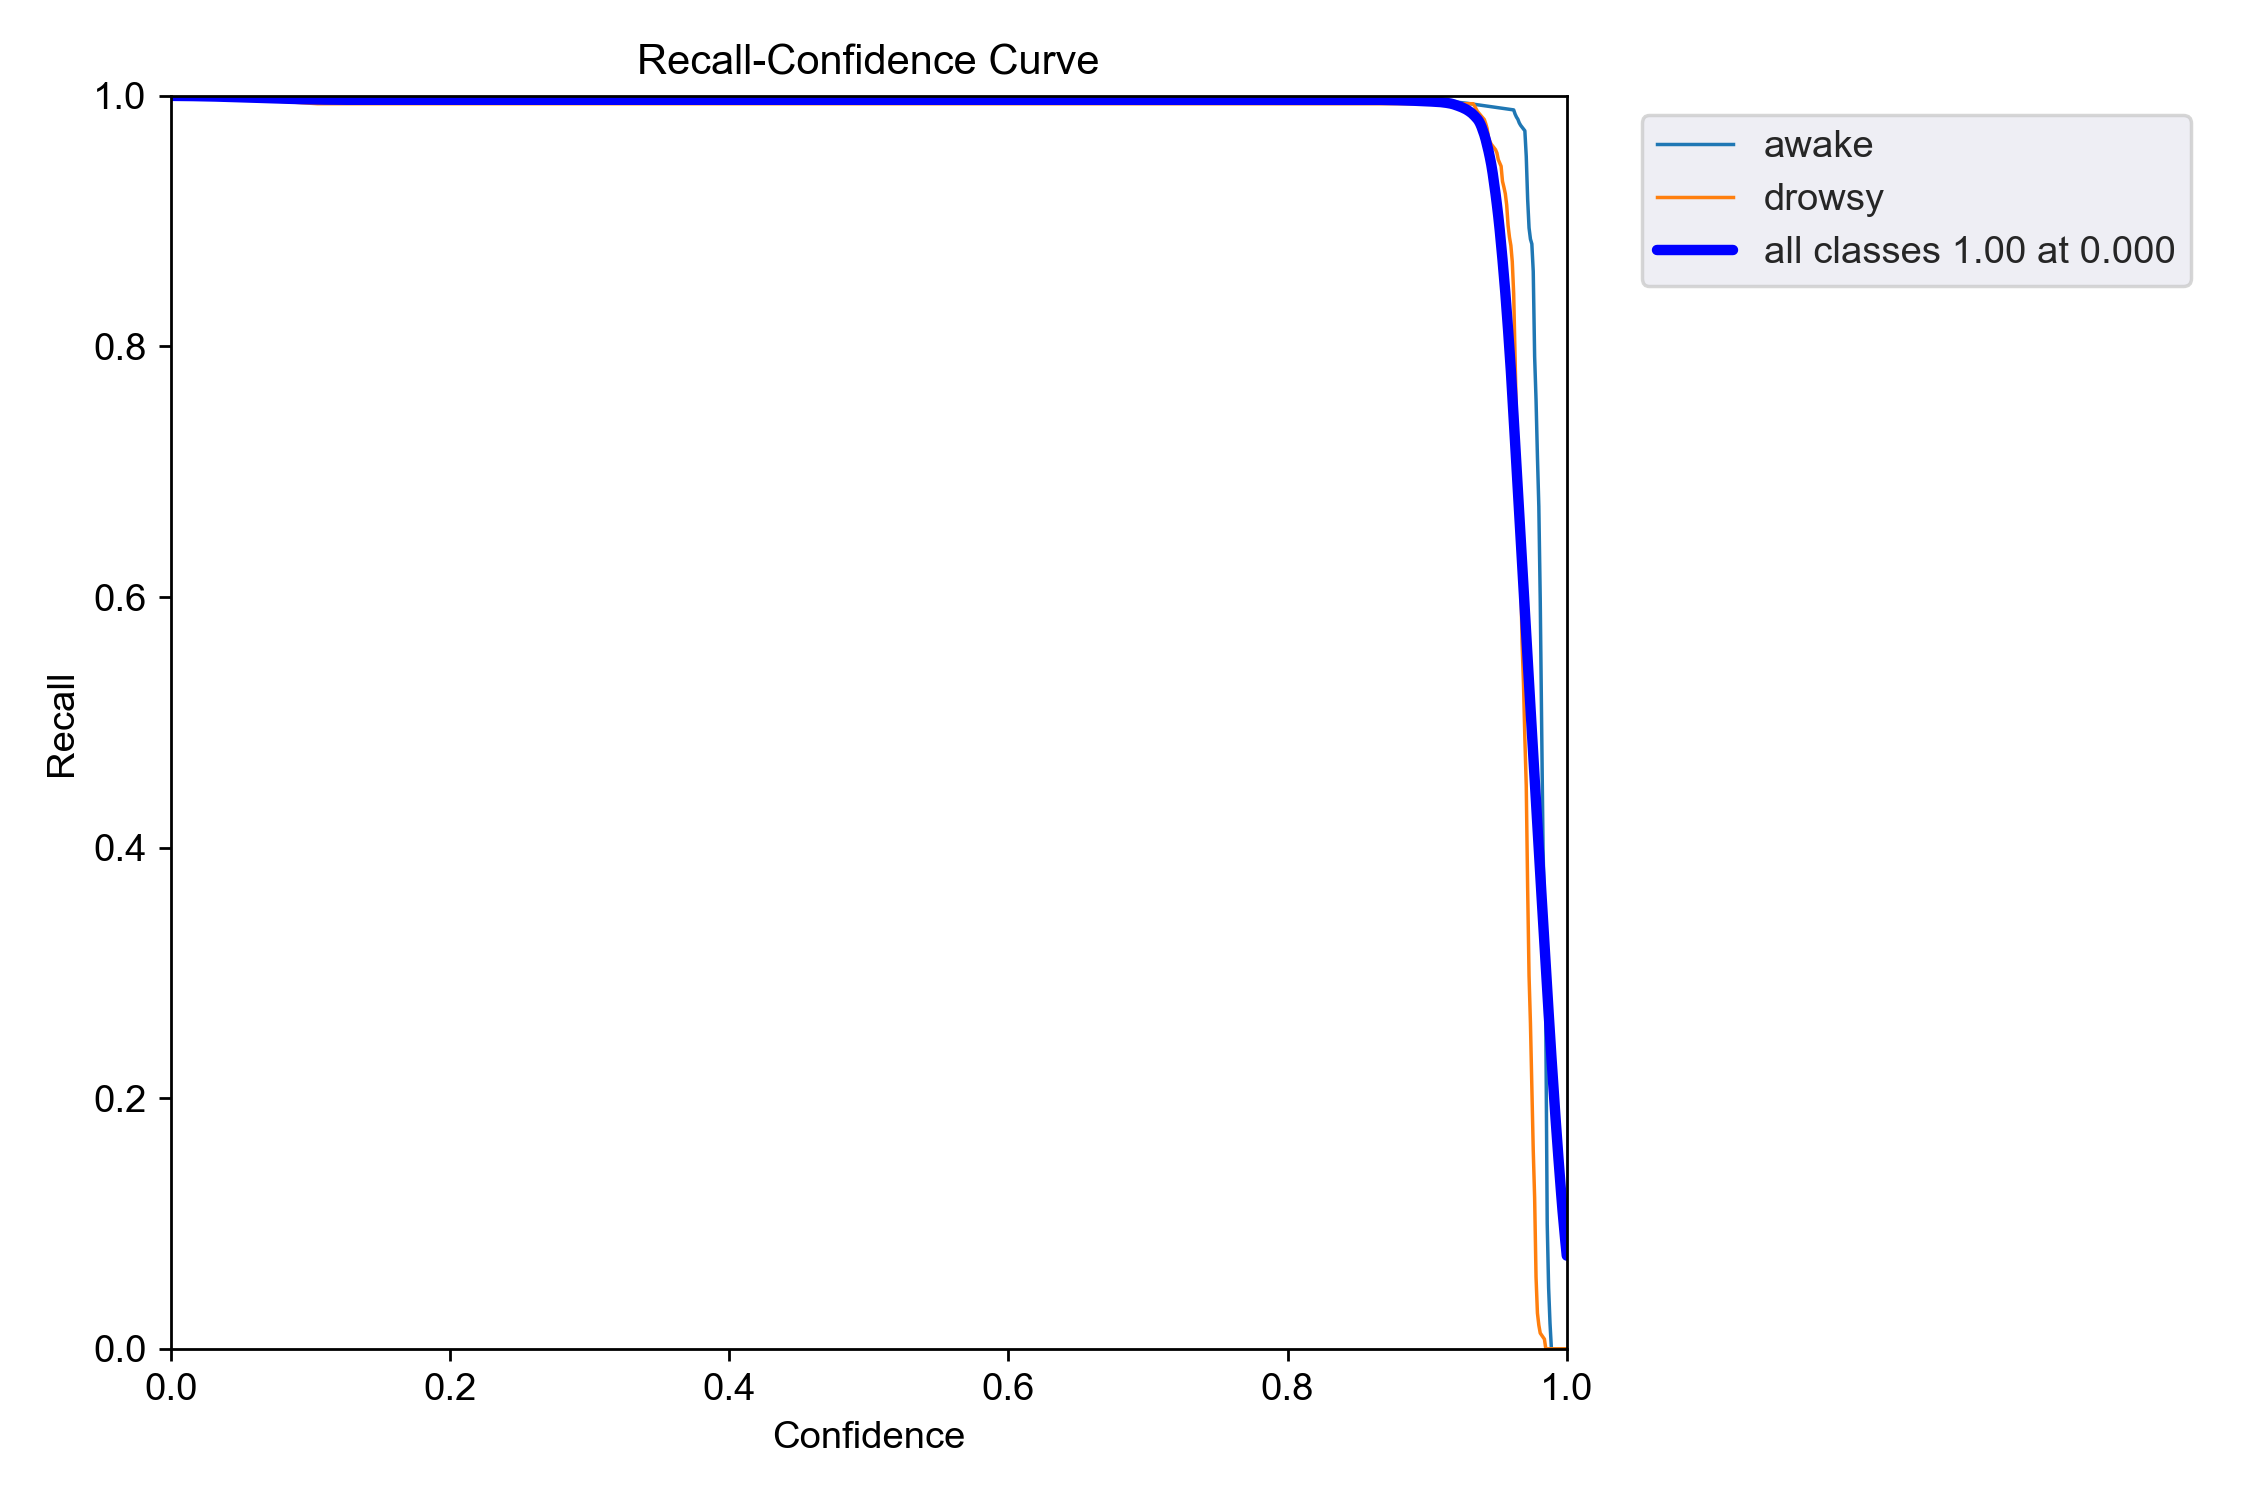 Recall-Confidence Curve
1.0
0.8
0.6
0.4
0.2
0.0
Recall
0.0 0.2 0.4 0.6 0.8 1.0
Confidence
awake
drowsy
all classes 1.00 at 0.000